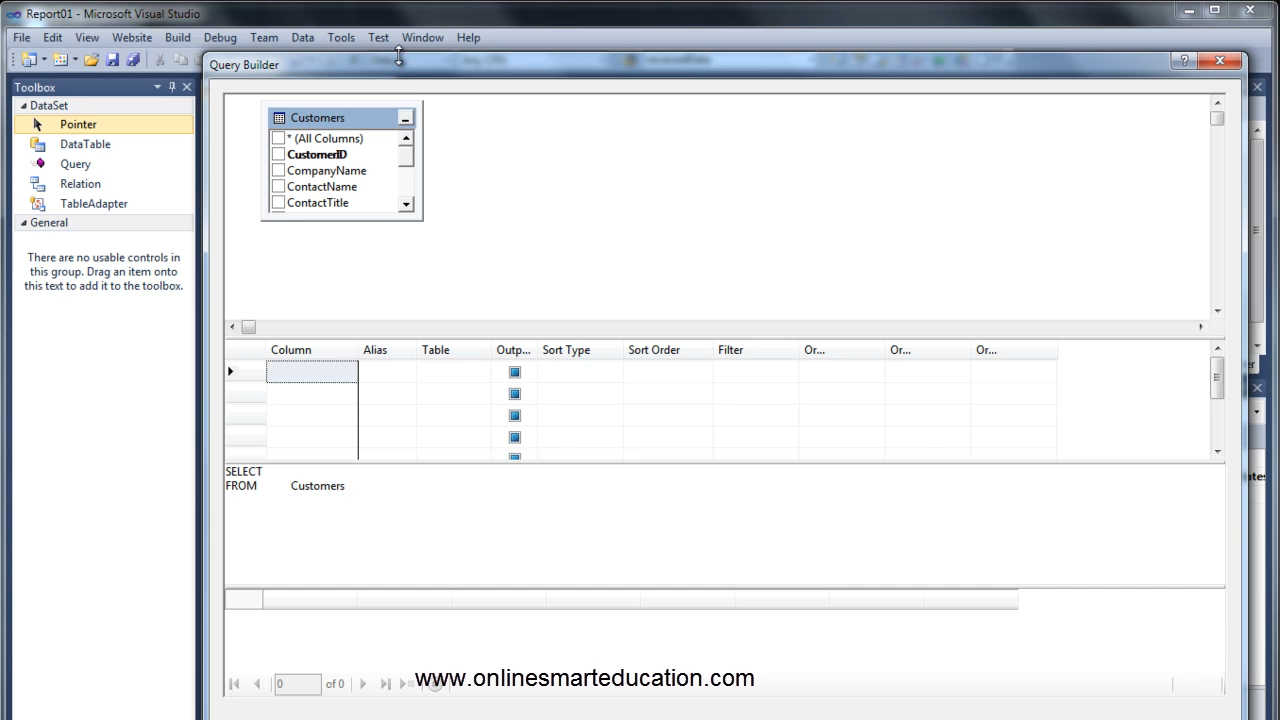 Report01 - Microsoft Visual Studio
File Edit View Website Build Debug Team Data Tools Test Window Help
Query Builder
Toolbox
DataSet
Pointer
DataTable
Query
Relation
TableAdapter
General
There are no usable controls in
this group. Drag an item onto
this text to add it to the toolbox.
Customers
* (All Columns)
CustomerID
CompanyName
ContactName
ContactTitle
Column Alias Table Outp... Sort Type Sort Order Filter Or... Or... Or...
SELECT
FROM Customers
0 of 0
www.onlinesmarteducation.com